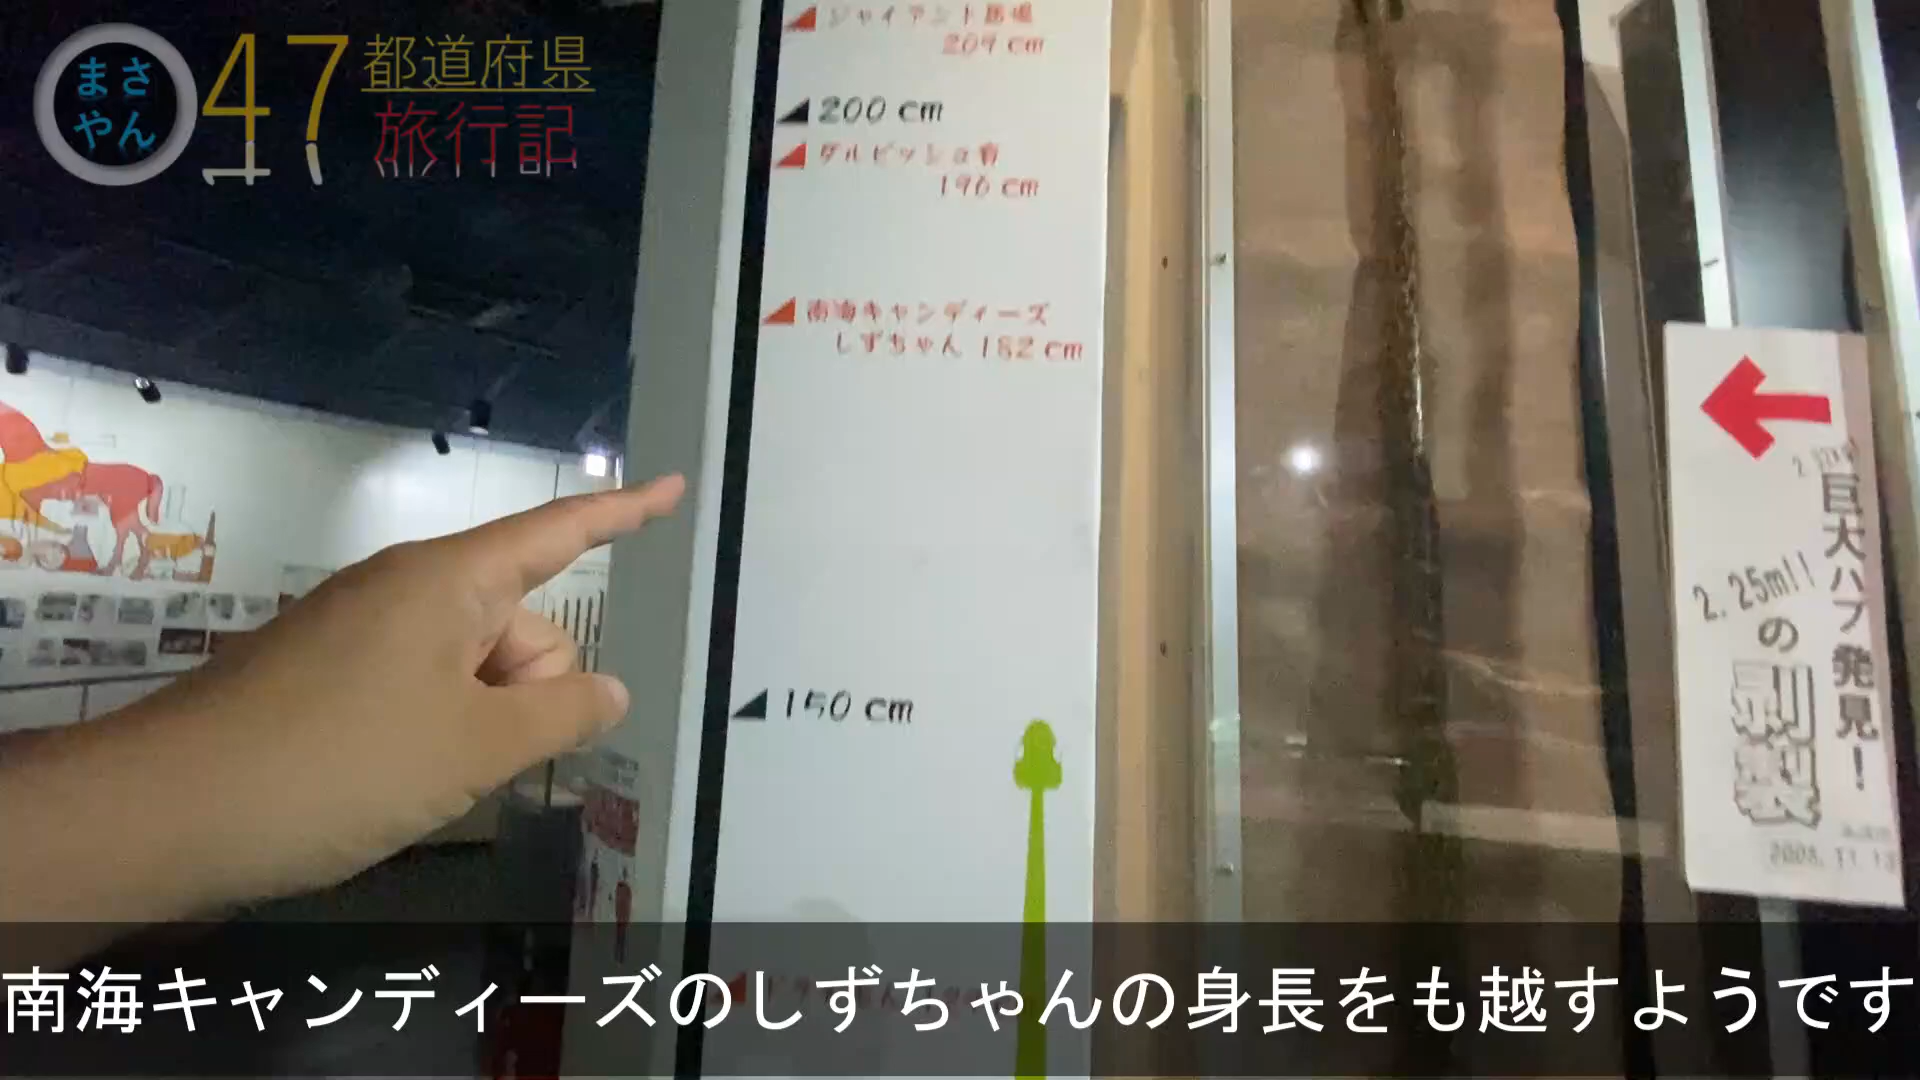 まさ
やん
47
都道府県
旅行記
ジャイアント馬場
209 cm
200 cm
ダルビッシュ有
196 cm
南海キャンディーズ
しずちゃん 182 cm
150 cm
巨大ハブ発見!
2.25m!!
の
剥製
南海キャンディーズのしずちゃんの身長をも越すようです